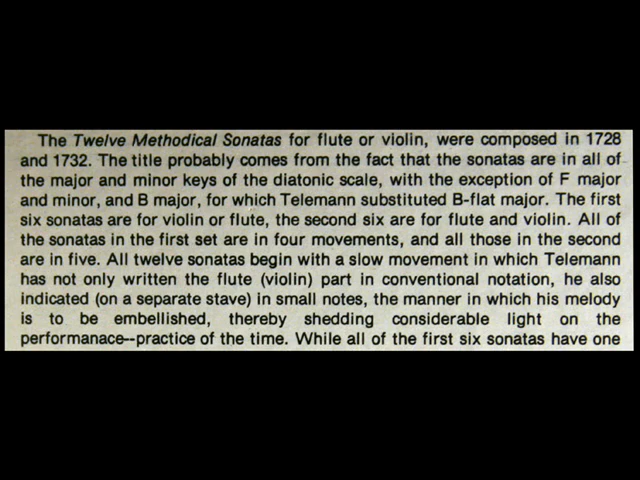 The Twelve Methodical Sonatas for flute or violin, were composed in 1728
and 1732. The title probably comes from the fact that the sonatas are in all of
the major and minor keys of the diatonic scale, with the exception of F major
and minor, and B major, for which Telemann substituted B-flat major. The first
six sonatas are for violin or flute, the second six are for flute and violin. All of
the sonatas in the first set are in four movements, and all those in the second
are in five. All twelve sonatas begin with a slow movement in which Telemann
has not only written the flute (violin) part in conventional notation, he also
indicated (on a separate stave) in small notes, the manner in which his melody
is to be embellished, thereby shedding considerable light on the
performanace--practice of the time. While all of the first six sonatas have one